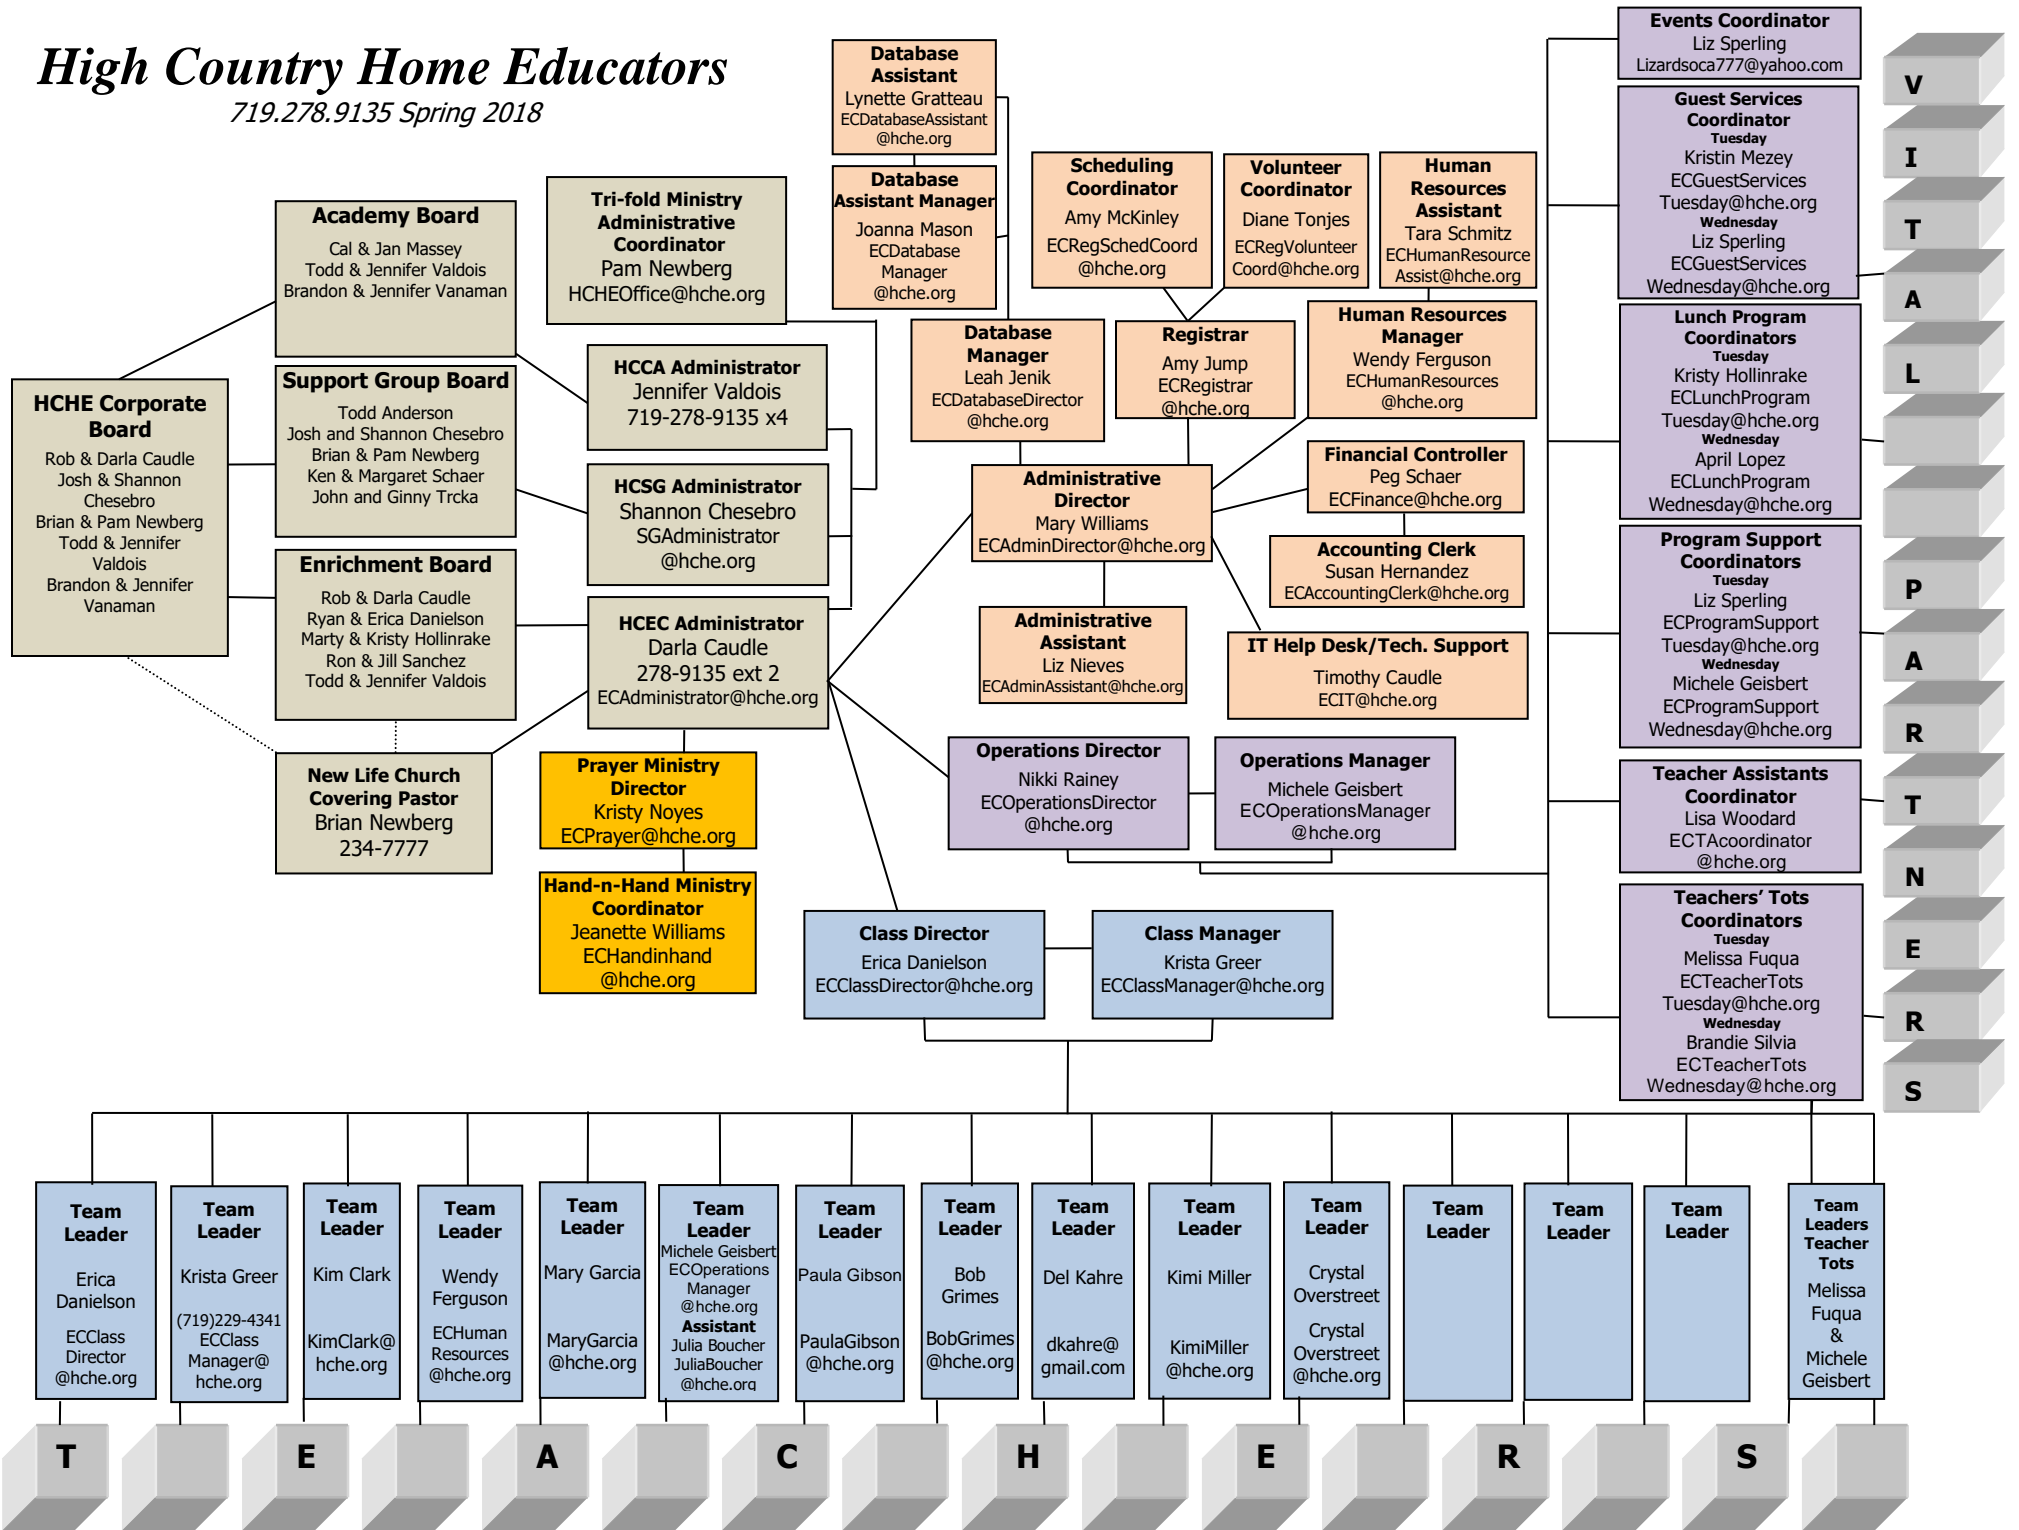 High Country Home Educators
719.278.9135 Spring 2018
Academy Board
Cal & Jan Massey
Todd & Jennifer Valdois
Brandon & Jennifer Vanaman
HCHE Corporate
Board
Rob & Darla Caudle
Josh & Shannon
Chesebro
Brian & Pam Newberg
Todd & Jennifer
Valdois
Brandon & Jennifer
Vanaman
Support Group Board
Todd Anderson
Josh and Shannon Chesebro
Brian & Pam Newberg
Ken & Margaret Schaer
John and Ginny Trcka
Enrichment Board
Rob & Darla Caudle
Ryan & Erica Danielson
Marty & Kristy Hollinrake
Ron & Jill Sanchez
Todd & Jennifer Valdois
New Life Church
Covering Pastor
Brian Newberg
234-7777
Tri-fold Ministry
Administrative
Coordinator
Pam Newberg
HCHEOffice@hche.org
HCCA Administrator
Jennifer Valdois
719-278-9135 x4
HCSG Administrator
Shannon Chesebro
SGAdministrator
@hche.org
HCEC Administrator
Darla Caudle
278-9135 ext 2
ECAdministrator@hche.org
Prayer Ministry
Director
Kristy Noyes
ECPrayer@hche.org
Hand-n-Hand Ministry
Coordinator
Jeanette Williams
ECHandinhand
@hche.org
Database
Assistant
Lynette Gratteau
ECDatabaseAssistant
@hche.org
Database
Assistant Manager
Joanna Mason
ECDatabase
Manager
@hche.org
Database
Manager
Leah Jenik
ECDatabaseDirector
@hche.org
Scheduling
Coordinator
Amy McKinley
ECRegSchedCoord
@hche.org
Volunteer
Coordinator
Diane Tonjes
ECRegVolunteer
Coord@hche.org
Human
Resources
Assistant
Tara Schmitz
ECHumanResource
Assist@hche.org
Registrar
Amy Jump
ECRegistrar
@hche.org
Human Resources
Manager
Wendy Ferguson
ECHumanResources
@hche.org
Administrative
Director
Mary Williams
ECAdminDirector@hche.org
Financial Controller
Peg Schaer
ECFinance@hche.org
Accounting Clerk
Susan Hernandez
ECAccountingClerk@hche.org
Administrative
Assistant
Liz Nieves
ECAdminAssistant@hche.org
IT Help Desk/Tech. Support
Timothy Caudle
ECIT@hche.org
Operations Director
Nikki Rainey
ECOperationsDirector
@hche.org
Operations Manager
Michele Geisbert
ECOperationsManager
@hche.org
Class Director
Erica Danielson
ECClassDirector@hche.org
Class Manager
Krista Greer
ECClassManager@hche.org
Events Coordinator
Liz Sperling
Lizardsoca777@yahoo.com
Guest Services
Coordinator
Tuesday
Kristin Mezey
ECGuestServices
Tuesday@hche.org
Wednesday
Liz Sperling
ECGuestServices
Wednesday@hche.org
Lunch Program
Coordinators
Tuesday
Kristy Hollinrake
ECLunchProgram
Tuesday@hche.org
Wednesday
April Lopez
ECLunchProgram
Wednesday@hche.org
Program Support
Coordinators
Tuesday
Liz Sperling
ECProgramSupport
Tuesday@hche.org
Wednesday
Michele Geisbert
ECProgramSupport
Wednesday@hche.org
Teacher Assistants
Coordinator
Lisa Woodard
ECTAcoordinator
@hche.org
Teachers’ Tots
Coordinators
Tuesday
Melissa Fuqua
ECTeacherTots
Tuesday@hche.org
Wednesday
Brandie Silvia
ECTeacherTots
Wednesday@hche.org
V
I
T
A
L
P
A
R
T
N
E
R
S
Team
Leader
Erica
Danielson
ECClass
Director
@hche.org
Team
Leader
Krista Greer
(719)229-4341
ECClass
Manager@
hche.org
Team
Leader
Kim Clark
KimClark@
hche.org
Team
Leader
Wendy
Ferguson
ECHuman
Resources
@hche.org
Team
Leader
Mary Garcia
MaryGarcia
@hche.org
Team
Leader
Michele Geisbert
ECOperations
Manager
@hche.org
Assistant
Julia Boucher
JuliaBoucher
@hche.org
Team
Leader
Paula Gibson
PaulaGibson
@hche.org
Team
Leader
Bob
Grimes
BobGrimes
@hche.org
Team
Leader
Del Kahre
dkahre@
gmail.com
Team
Leader
Kimi Miller
KimiMiller
@hche.org
Team
Leader
Crystal
Overstreet
Crystal
Overstreet
@hche.org
Team
Leader
Team
Leader
Team
Leader
Team
Leaders
Teacher
Tots
Melissa
Fuqua
&
Michele
Geisbert
T E A C H E R S